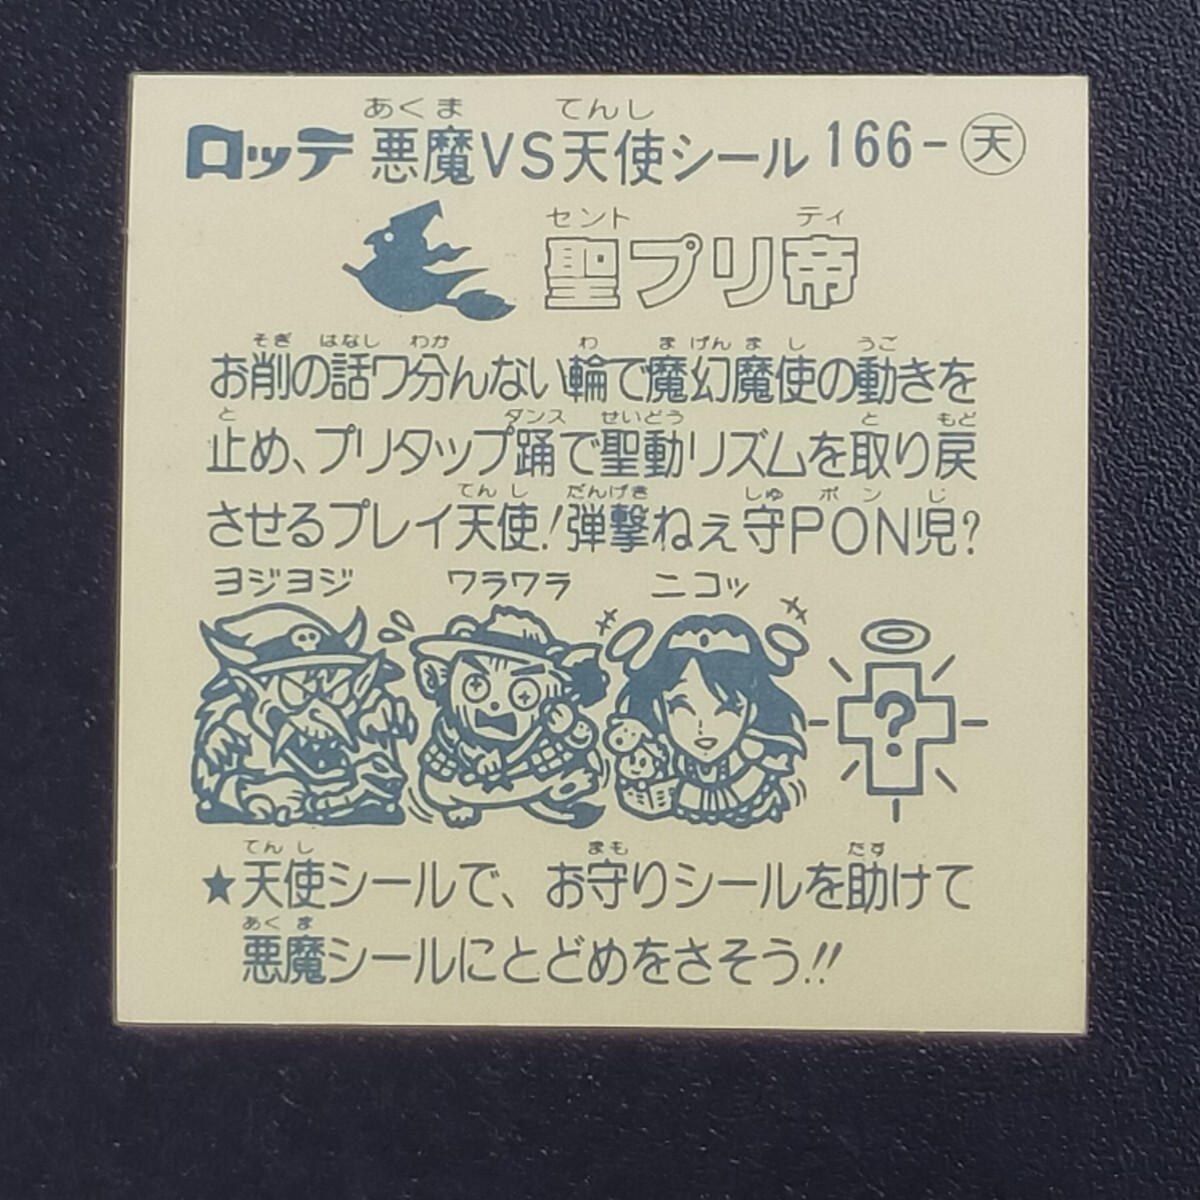 あくま てんし
ロッテ 悪魔VS天使シール 166-天
セント ティ
聖プリ帝
そぎ はなし わか わ まげんまし うご
お削の話ワ分んない輪で魔幻魔使の動きを
と ダンス せいどう と もど
止め、プリタップ踊で聖動リズムを取り戻
てんし だんげき しゅ ポン じ
させるプレイ天使!弾撃ねぇ守PON児?
ヨジヨジ ワラワラ ニコッ
?
てんし まも たす
★天使シールで、お守りシールを助けて
あくま
悪魔シールにとどめをさそう!!